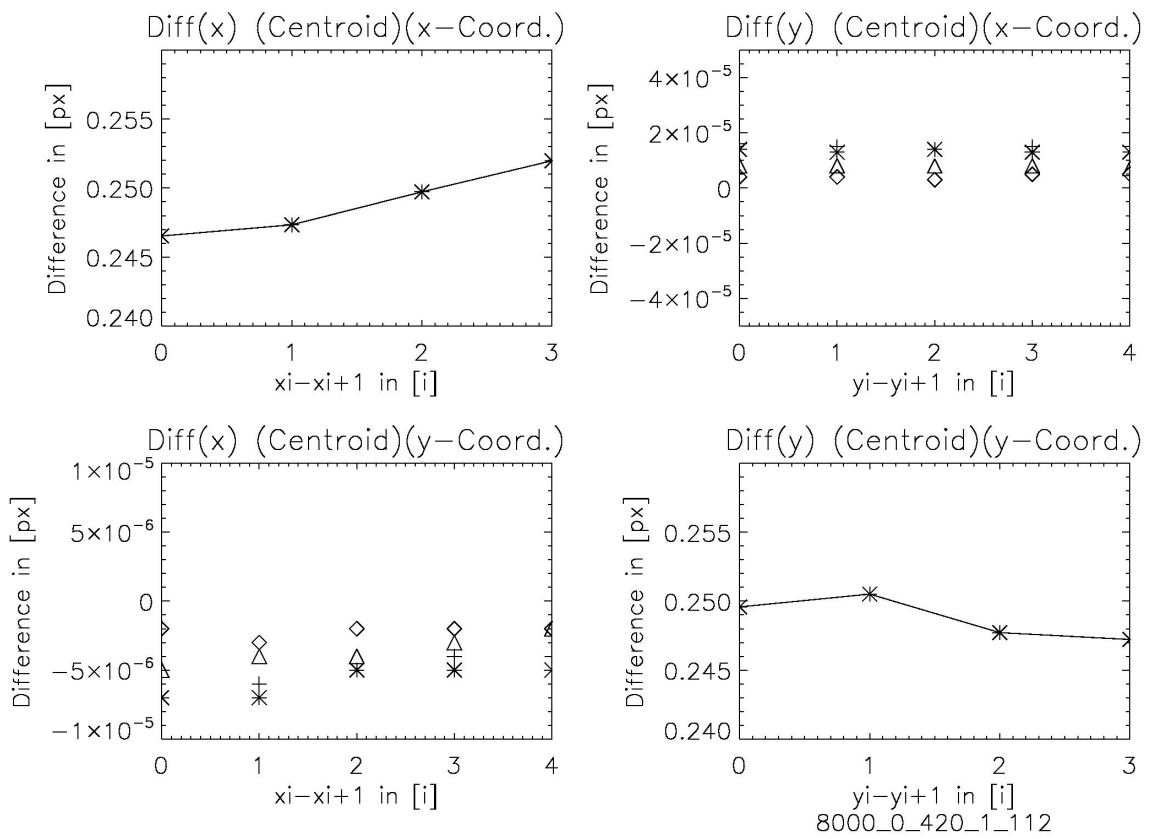 Diff(x) (Centroid)(x-Coord.)
Difference in [px]
0.255
0.250
0.245
0.240
0 1 2 3
xi-xi+1 in [i]
Diff(y) (Centroid)(x-Coord.)
Difference in [px]
4×10⁻⁵
2×10⁻⁵
0
-2×10⁻⁵
-4×10⁻⁵
0 1 2 3 4
yi-yi+1 in [i]
Diff(x) (Centroid)(y-Coord.)
Difference in [px]
1×10⁻⁵
5×10⁻⁶
0
-5×10⁻⁶
-1×10⁻⁵
0 1 2 3 4
xi-xi+1 in [i]
Diff(y) (Centroid)(y-Coord.)
Difference in [px]
0.255
0.250
0.245
0.240
0 1 2 3
yi-yi+1 in [i]
8000_0_420_1_112